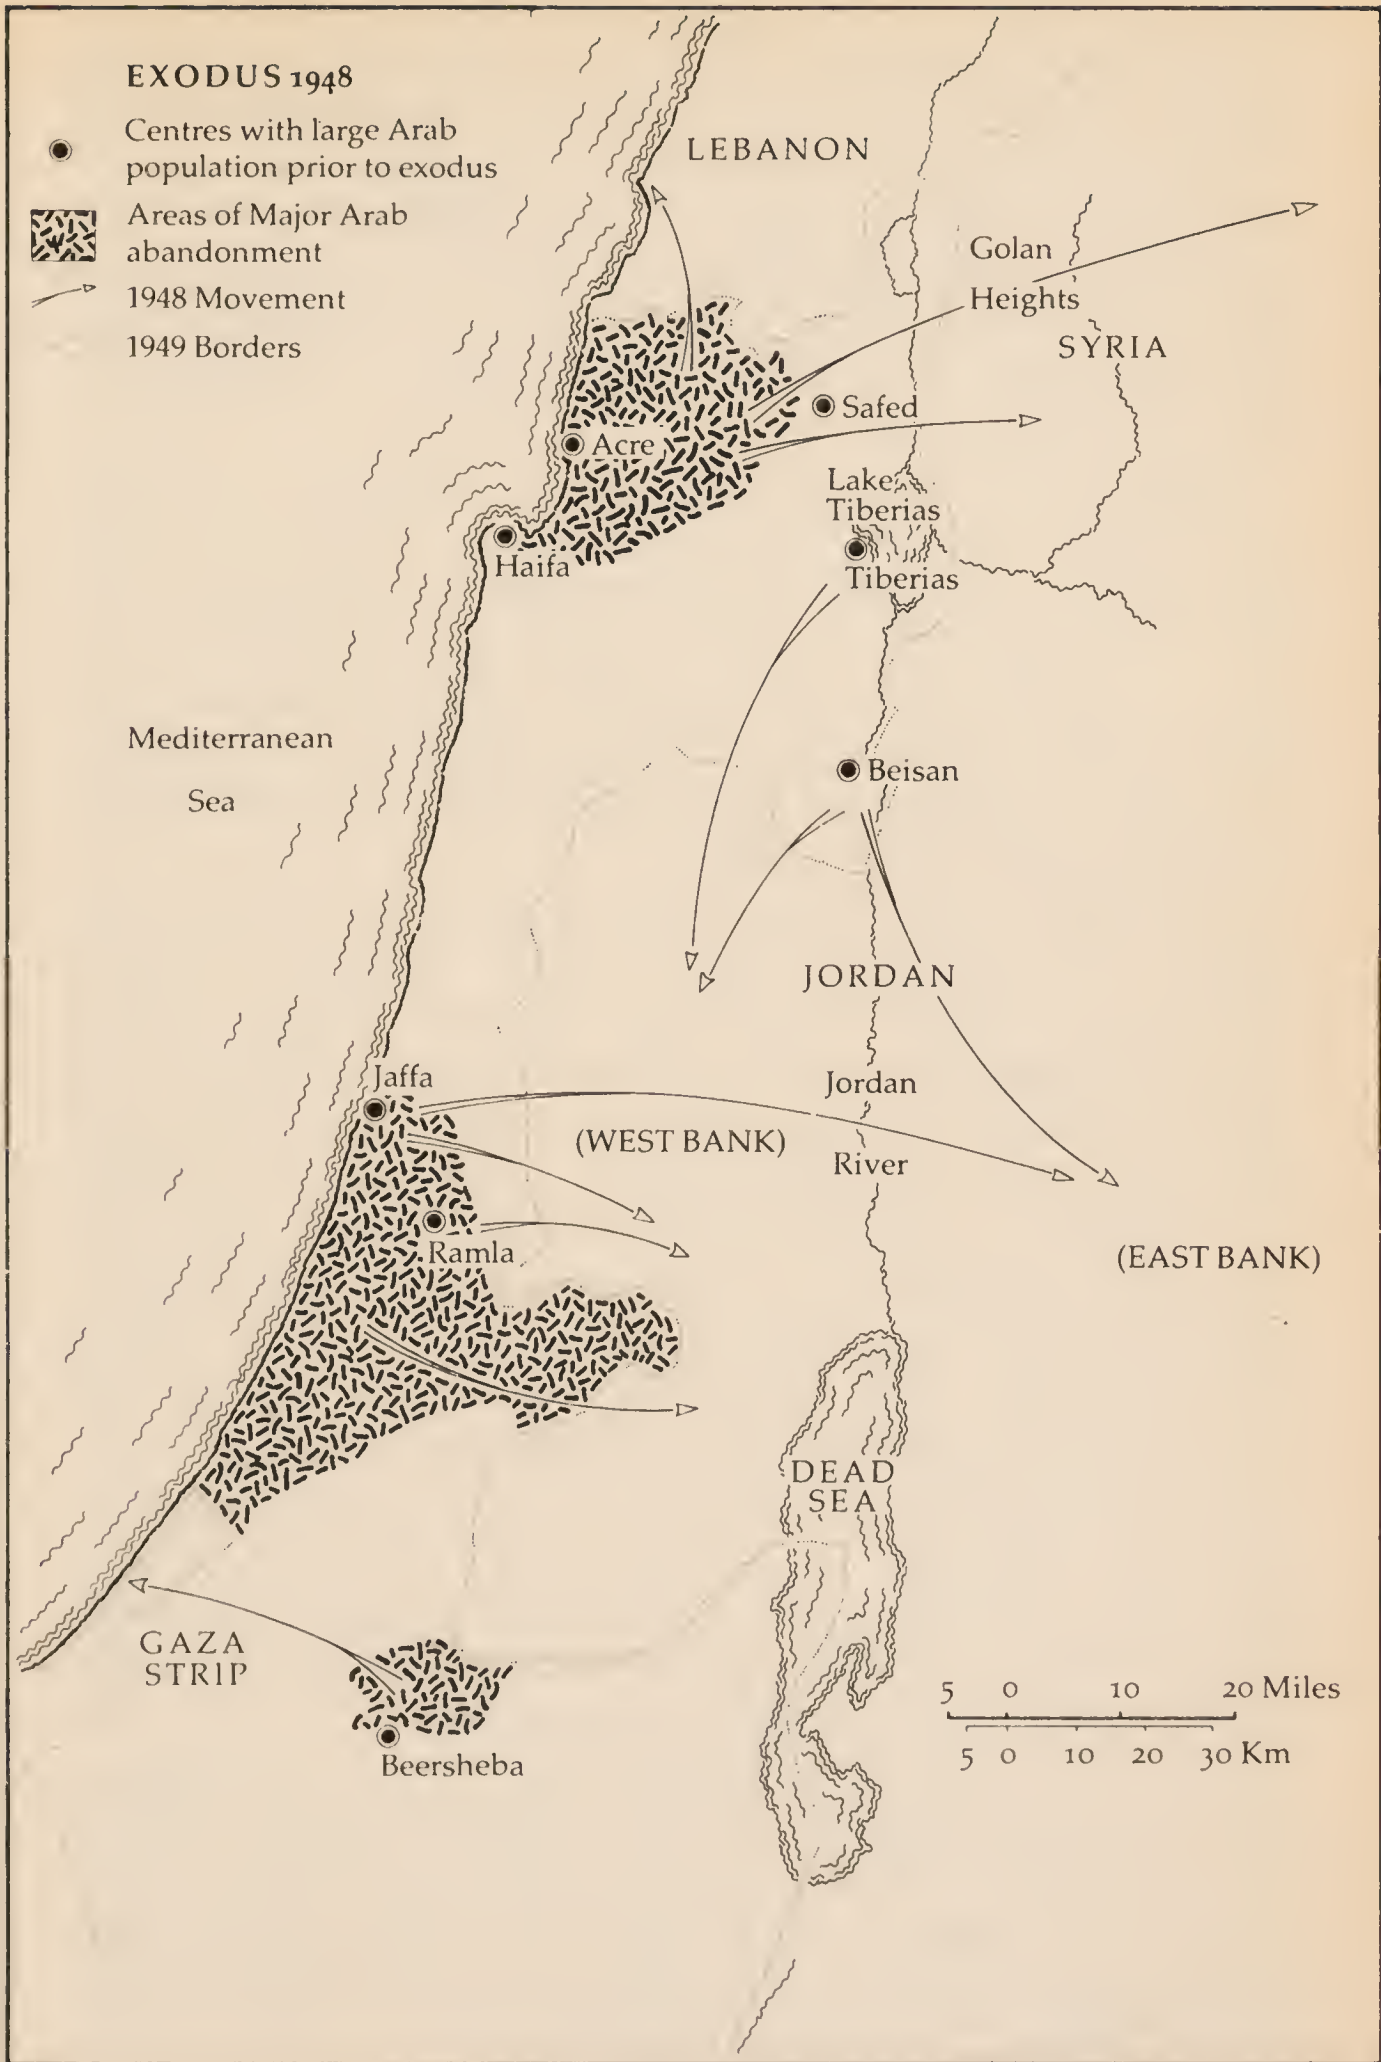 EXODUS 1948
Centres with large Arab
population prior to exodus
Areas of Major Arab
abandonment
1948 Movement
1949 Borders
LEBANON
Golan
Heights
SYRIA
Safed
Acre
Lake
Tiberias
Haifa
Tiberias
Mediterranean
Sea
Beisan
JORDAN
Jaffa
Jordan
(WEST BANK)
River
Ramla
(EAST BANK)
DEAD
SEA
GAZA
STRIP
5 0 10 20 Miles
5 0 10 20 30 Km
Beersheba